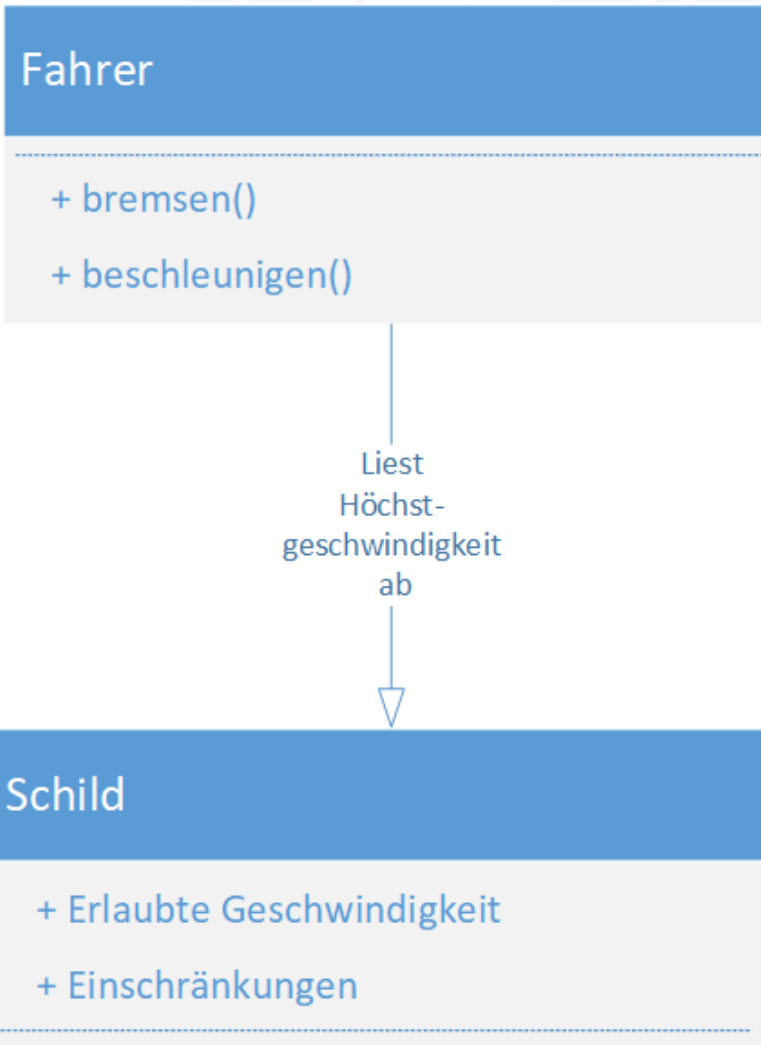 Fahrer
+ bremsen()
+ beschleunigen()
Liest
Höchst-
geschwindigkeit
ab
Schild
+ Erlaubte Geschwindigkeit
+ Einschränkungen